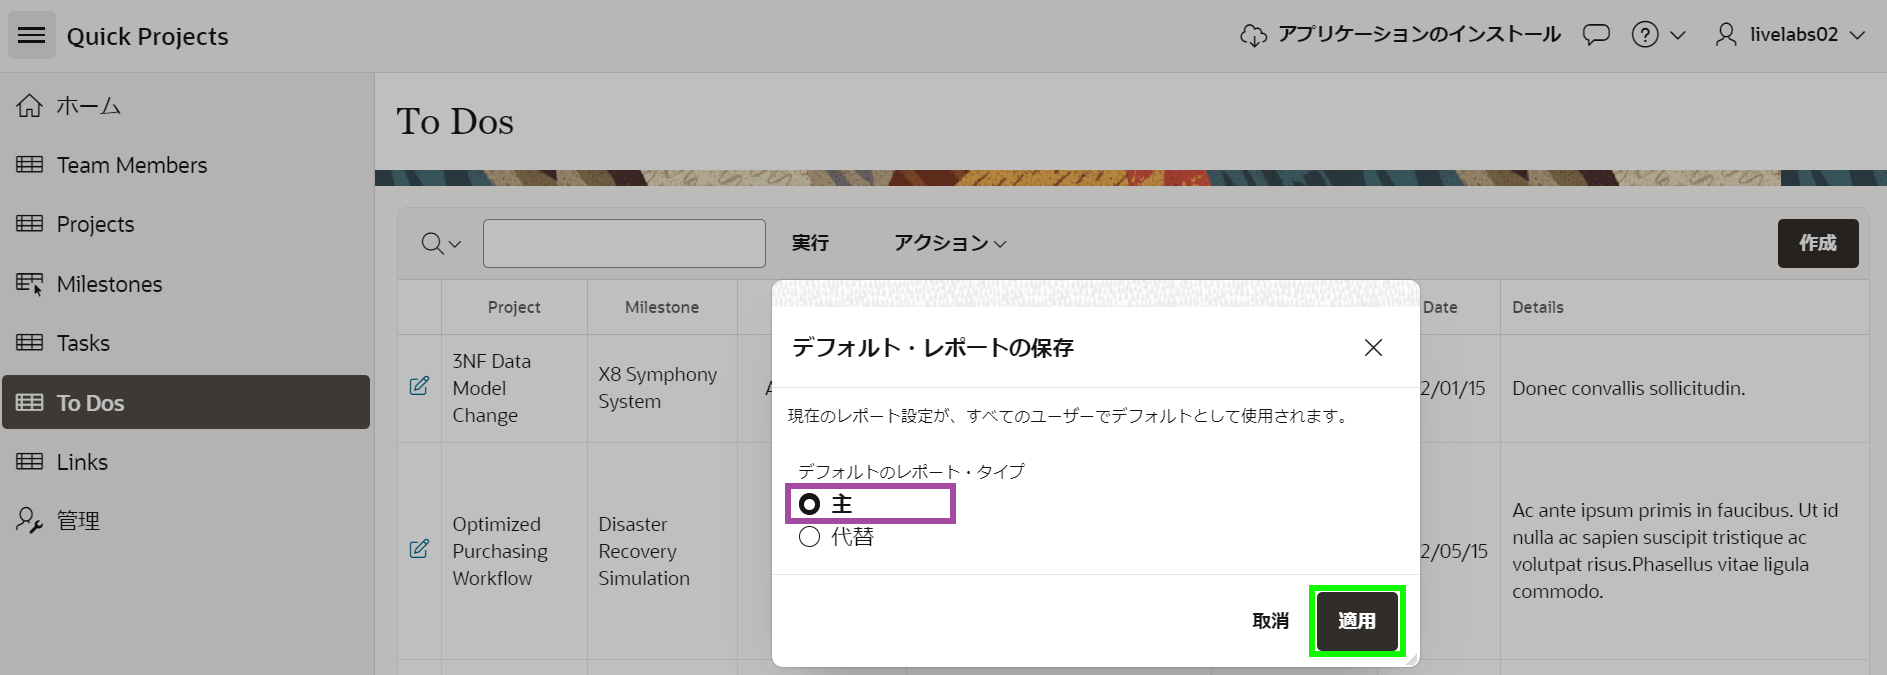 Quick Projects
アプリケーションのインストール
livelabs02
ホーム
Team Members
Projects
Milestones
Tasks
To Dos
Links
管理
To Dos
実行
アクション
作成
Project
Milestone
Date
Details
3NF Data
Model
Change
X8 Symphony
System
A
2/01/15
Donec convallis sollicitudin.
Optimized
Purchasing
Workflow
Disaster
Recovery
Simulation
2/05/15
Ac ante ipsum primis in faucibus. Ut id
nulla ac sapien suscipit tristique ac
volutpat risus.Phasellus vitae ligula
commodo.
デフォルト・レポートの保存
現在のレポート設定が、すべてのユーザーでデフォルトとして使用されます。
デフォルトのレポート・タイプ
主
代替
取消
適用